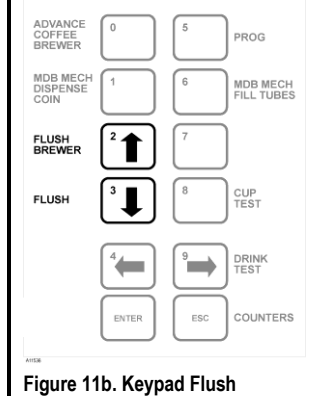 ADVANCE
COFFEE
BREWER
0
5
PROG
MDB MECH
DISPENSE
COIN
1
6
MDB MECH
FILL TUBES
FLUSH
BREWER
2
7
FLUSH
3
8
CUP
TEST
4
9
DRINK
TEST
ENTER
ESC
COUNTERS
Figure 11b. Keypad Flush